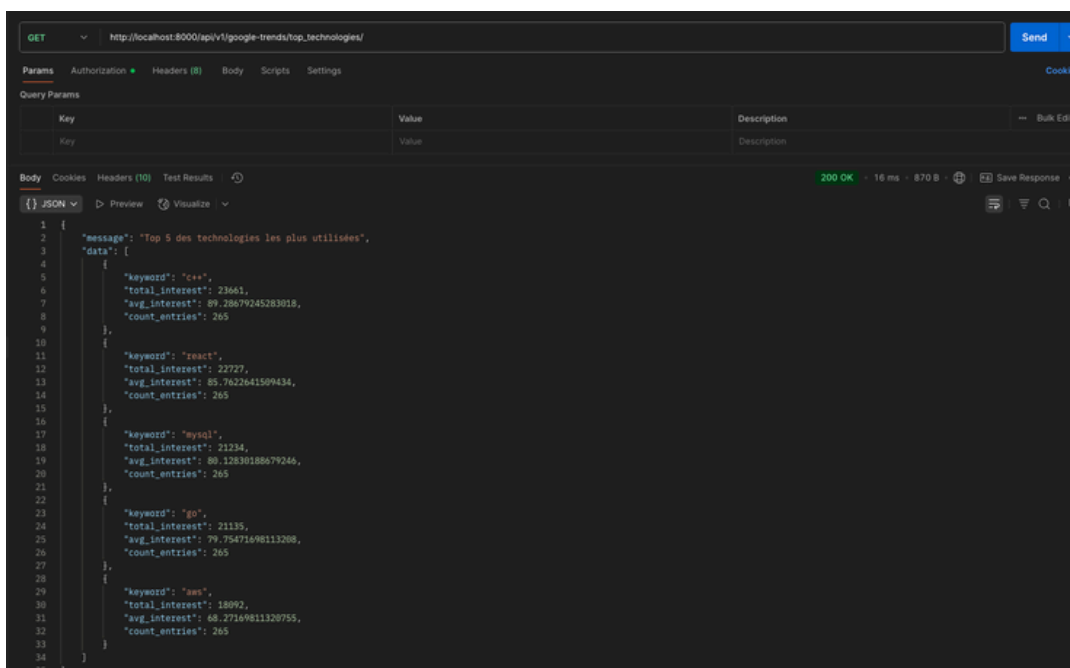 GET http://localhost:8000/api/v1/google-trends/top_technologies/ Send
Params Authorization Headers (8) Body Scripts Settings
Query Params
Key Value Description Bulk Edi
Key Value Description
Body Cookies Headers (10) Test Results 200 OK 16 ms 870 B Save Response
{} JSON Preview Visualize
1 {
2 "message": "Top 5 des technologies les plus utilisées",
3 "data": [
4 {
5 "keyword": "c++",
6 "total_interest": 23661,
7 "avg_interest": 89.28679245283018,
8 "count_entries": 265
9 },
10 {
11 "keyword": "react",
12 "total_interest": 22727,
13 "avg_interest": 85.7622641509434,
14 "count_entries": 265
15 },
16 {
17 "keyword": "mysql",
18 "total_interest": 21234,
19 "avg_interest": 80.12830188679246,
20 "count_entries": 265
21 },
22 {
23 "keyword": "go",
24 "total_interest": 21135,
25 "avg_interest": 79.75471698113208,
26 "count_entries": 265
27 },
28 {
29 "keyword": "aws",
30 "total_interest": 18092,
31 "avg_interest": 68.27169811320755,
32 "count_entries": 265
33 }
34 ]